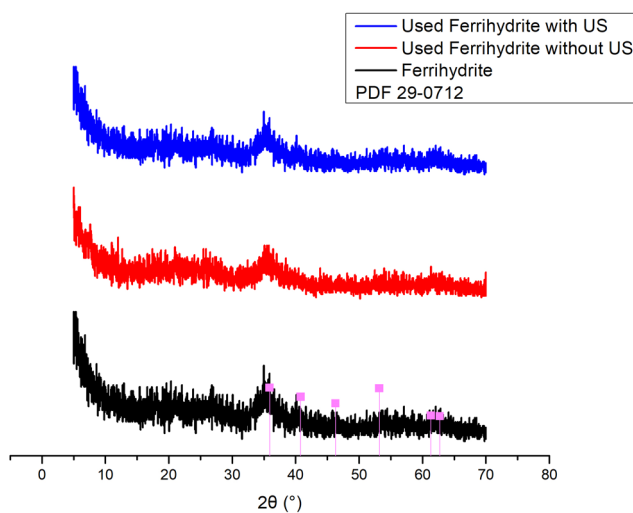 Used Ferrihydrite with US
Used Ferrihydrite without US
Ferrihydrite
PDF 29-0712
0 10 20 30 40 50 60 70 80
2θ (°)